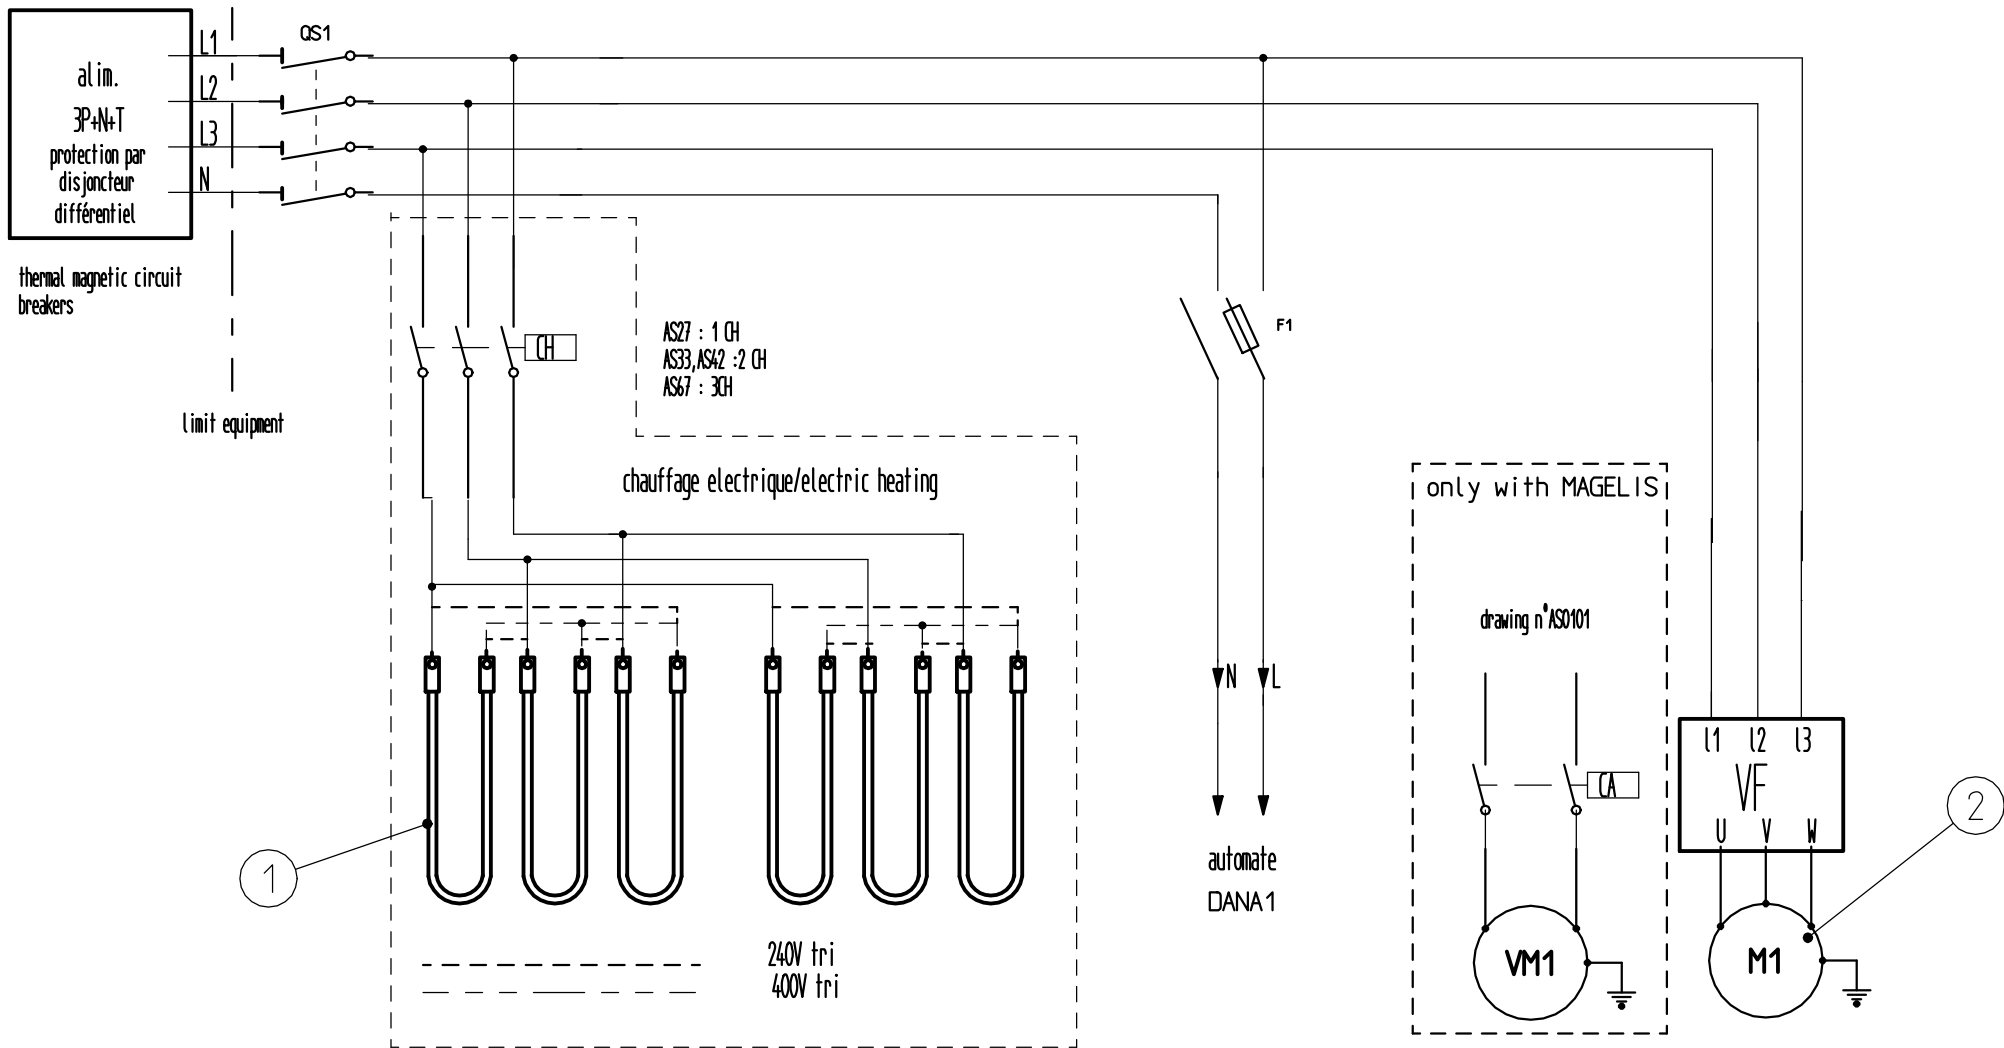 QS1
L1
L2
L3
N
alim.
3P+N+T
protection par
disjoncteur
différentiel
thermal magnetic circuit
breakers
limit equipment
CH
AS27 : 1 CH
AS33,AS42 :2 CH
AS67 : 3CH
F1
chauffage electrique/electric heating
only with MAGELIS
drawing n°AS0101
N
L
l1 l2 l3
VF
U V W
CA
1
2
automate
DANA1
VM1
M1
240V tri
400V tri